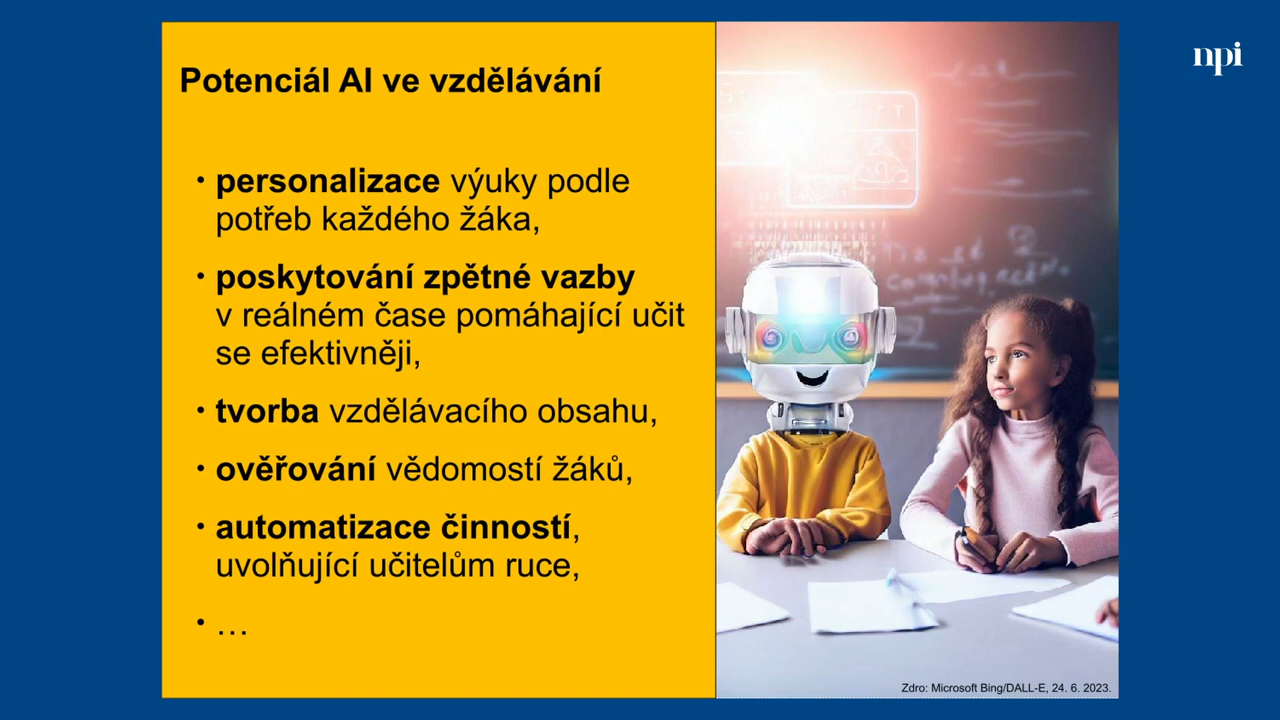 npi
Potenciál AI ve vzdělávání
• personalizace výuky podle
potřeb každého žáka,
• poskytování zpětné vazby
v reálném čase pomáhající učit
se efektivněji,
• tvorba vzdělávacího obsahu,
• ověřování vědomostí žáků,
• automatizace činností,
uvolňující učitelům ruce,
• …
Zdro: Microsoft Bing/DALL-E, 24. 6. 2023.